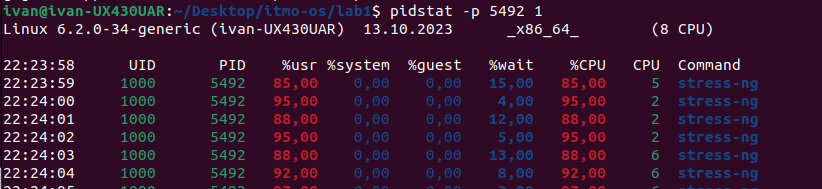 ivan@ivan-UX430UAR:~/Desktop/itmo-os/lab1$ pidstat -p 5492 1
Linux 6.2.0-34-generic (ivan-UX430UAR) 13.10.2023 _x86_64_ (8 CPU)
22:23:58 UID PID %usr %system %guest %wait %CPU CPU Command
22:23:59 1000 5492 85,00 0,00 0,00 15,00 85,00 5 stress-ng
22:24:00 1000 5492 95,00 0,00 0,00 4,00 95,00 2 stress-ng
22:24:01 1000 5492 88,00 0,00 0,00 12,00 88,00 2 stress-ng
22:24:02 1000 5492 95,00 0,00 0,00 5,00 95,00 2 stress-ng
22:24:03 1000 5492 88,00 0,00 0,00 13,00 88,00 6 stress-ng
22:24:04 1000 5492 92,00 0,00 0,00 8,00 92,00 6 stress-ng